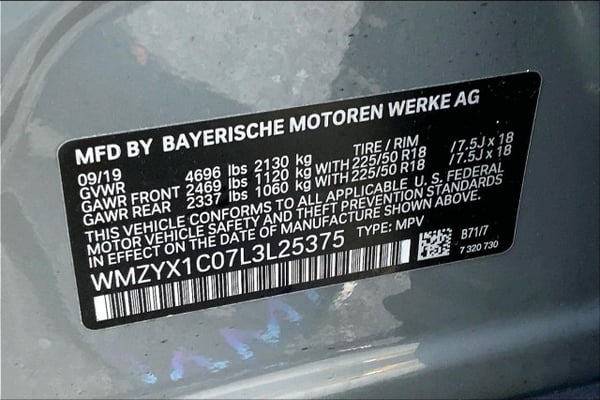 MFD BY BAYERISCHE MOTOREN WERKE AG
09/19 TIRE / RIM
GVWR 4696 lbs 2130 kg
GAWR FRONT 2469 lbs 1120 kg WITH 225/50 R18 /7.5J x 18
GAWR REAR 2337 lbs 1060 kg WITH 225/50 R18 /7.5J x 18
THIS VEHICLE CONFORMS TO ALL APPLICABLE U. S. FEDERAL
MOTOR VEHICLE SAFETY AND THEFT PREVENTION STANDARDS
IN EFFECT ON THE DATE OF MANUFACTURE SHOWN ABOVE.
WMZYX1C07L3L25375 TYPE: MPV
B71/7
7 320 730